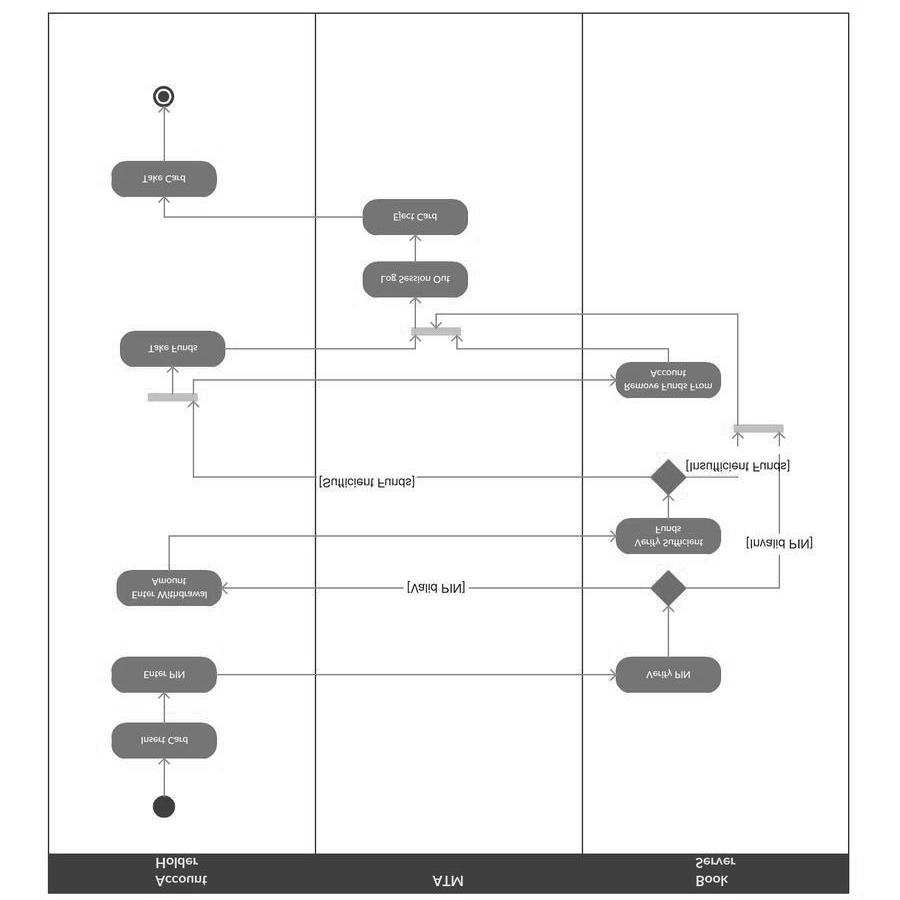 Account
Holder
ATM
Book
Server
Insert Card
Enter PIN
Verify PIN
Enter Withdrawal
Amount
[Valid PIN]
[Invalid PIN]
Verify Sufficient
Funds
[Sufficient Funds]
[Insufficient Funds]
Remove Funds From
Account
Take Funds
Log Session Out
Eject Card
Take Card